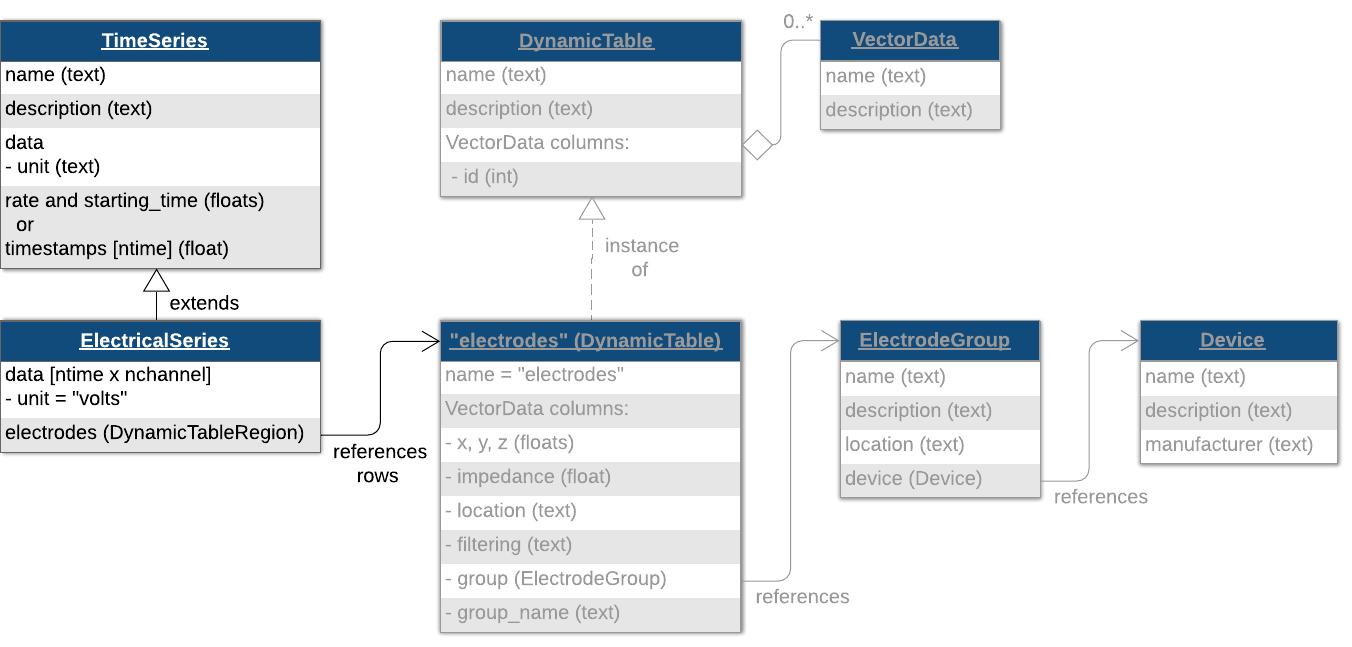 TimeSeries
name (text)
description (text)
data
- unit (text)
rate and starting_time (floats)
or
timestamps [ntime] (float)
extends
ElectricalSeries
data [ntime x nchannel]
- unit = "volts"
electrodes (DynamicTableRegion)
references
rows
DynamicTable
name (text)
description (text)
VectorData columns:
- id (int)
0..*
VectorData
name (text)
description (text)
instance
of
"electrodes" (DynamicTable)
name = "electrodes"
VectorData columns:
- x, y, z (floats)
- impedance (float)
- location (text)
- filtering (text)
- group (ElectrodeGroup)
- group_name (text)
references
ElectrodeGroup
name (text)
description (text)
location (text)
device (Device)
references
Device
name (text)
description (text)
manufacturer (text)